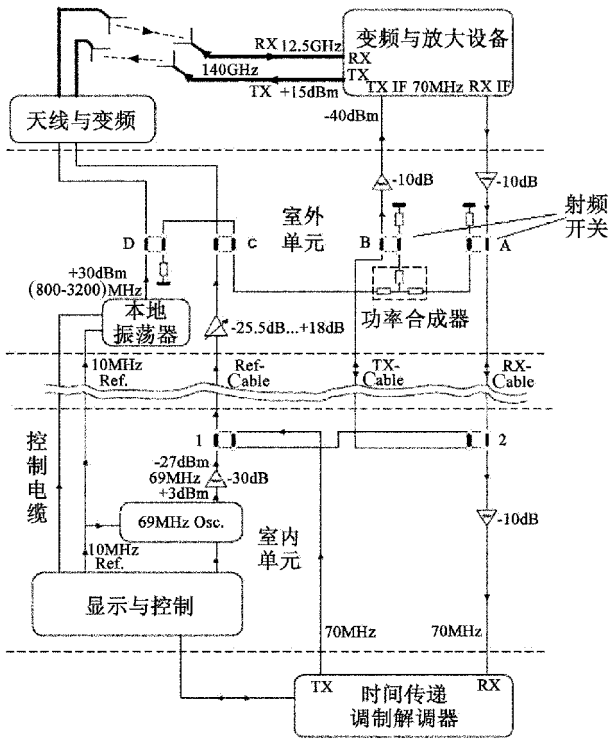 RX 12.5GHz
变频与放大设备
RX
TX
140GHz
TX +15dBm
TX IF 70MHz RX IF
天线与变频
-40dBm
-10dB
-10dB
射频
开关
室外
单元
D
C
B
A
+30dBm
(800-3200)MHz
功率合成器
本地
振荡器
-25.5dB...+18dB
10MHz
Ref.
Ref-
Cable
TX-
Cable
RX-
Cable
控制电缆
1
2
-27dBm
69MHz
-30dB
+3dBm
-10dB
69MHz Osc.
室内
单元
10MHz
Ref.
显示与控制
70MHz
70MHz
TX
RX
时间传递
调制解调器